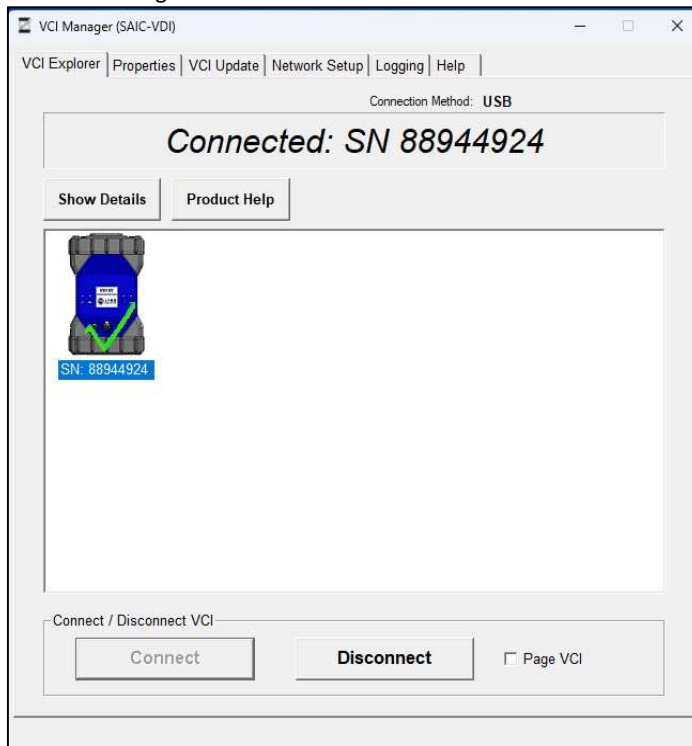 VCI Manager (SAIC-VDI)
VCI Explorer Properties VCI Update Network Setup Logging Help
Connection Method: USB
Connected: SN 88944924
Show Details Product Help
SN: 88944924
Connect / Disconnect VCI
Connect Disconnect Page VCI